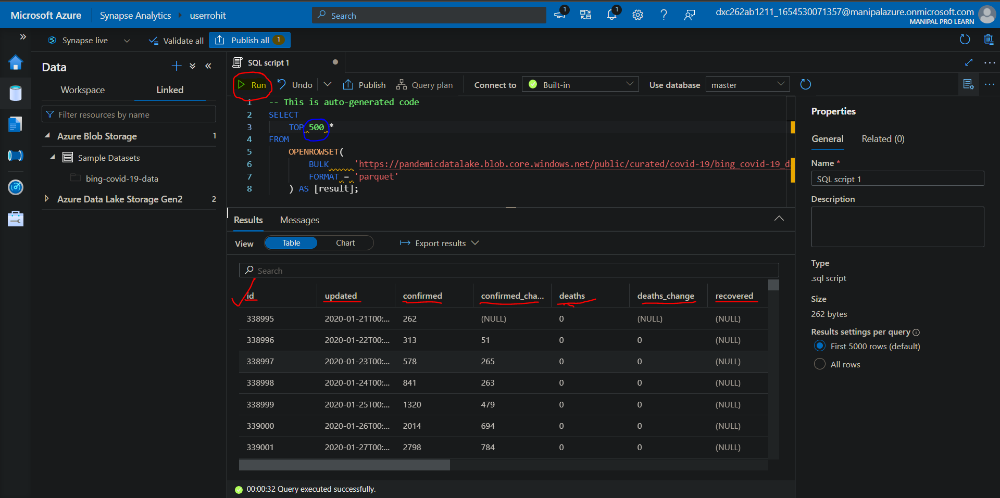 Microsoft Azure
Synapse Analytics
userrohit
Search
1
1
dxc262ab1211_1654530071357@manipalazure.onmicrosoft.com
MANIPAL PRO LEARN
Synapse live
Validate all
Publish all 1
Data
Workspace
Linked
Filter resources by name
Azure Blob Storage 1
Sample Datasets
bing-covid-19-data
Azure Data Lake Storage Gen2 2
SQL script 1
Run
Undo
Publish
Query plan
Connect to
Built-in
Use database
master
1 -- This is auto-generated code
2 SELECT
3 TOP 500 *
4 FROM
5 OPENROWSET(
6 BULK 'https://pandemicdatalake.blob.core.windows.net/public/curated/covid-19/bing_covid-19_d
7 FORMAT = 'parquet'
8 ) AS [result];
Results
Messages
View
Table
Chart
Export results
Search
id updated confirmed confirmed_cha... deaths deaths_change recovered
338995 2020-01-21T00:... 262 (NULL) 0 (NULL) (NULL)
338996 2020-01-22T00:... 313 51 0 0 (NULL)
338997 2020-01-23T00:... 578 265 0 0 (NULL)
338998 2020-01-24T00:... 841 263 0 0 (NULL)
338999 2020-01-25T00:... 1320 479 0 0 (NULL)
339000 2020-01-26T00:... 2014 694 0 0 (NULL)
339001 2020-01-27T00:... 2798 784 0 0 (NULL)
00:00:32 Query executed successfully.
Properties
General
Related (0)
Name *
SQL script 1
Description
Type
.sql script
Size
262 bytes
Results settings per query
First 5000 rows (default)
All rows